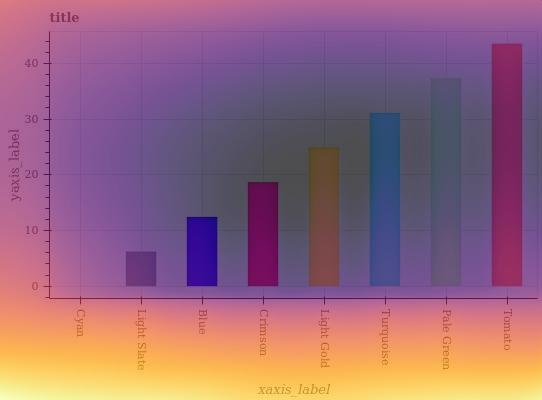 title
yaxis_label
40
30
20
10
0
Cyan
Light Slate
Blue
Crimson
Light Gold
Turquoise
Pale Green
Tomato
xaxis_label